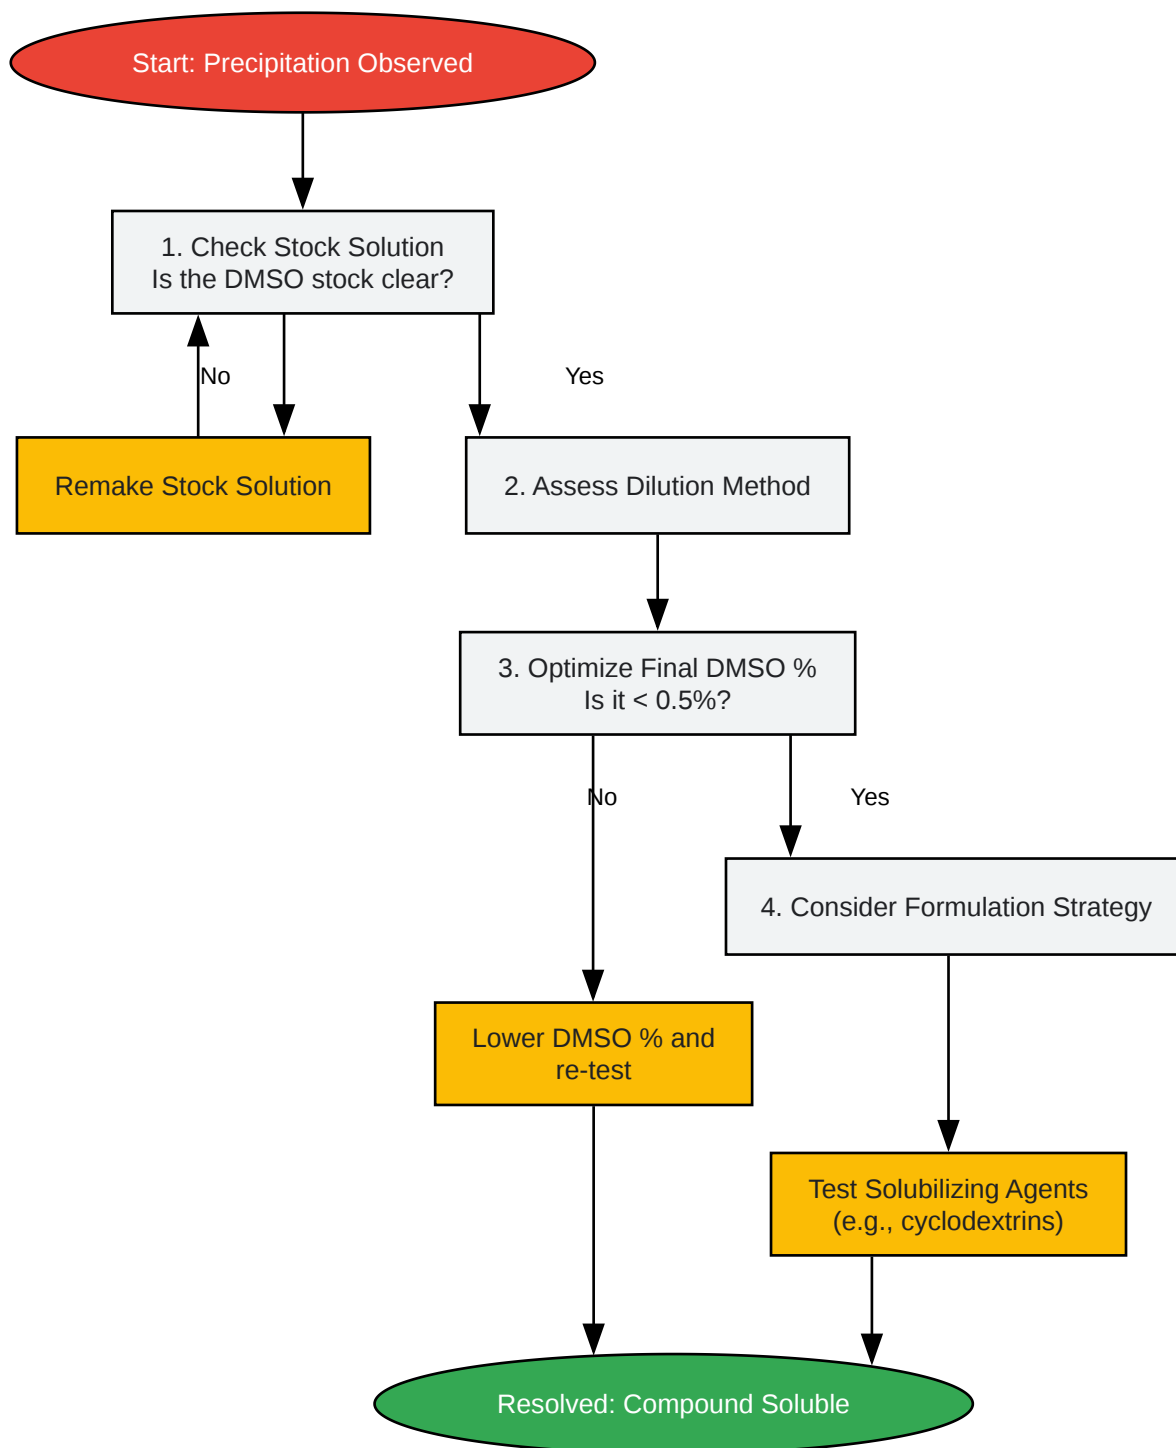 Start: Precipitation Observed
1. Check Stock Solution
Is the DMSO stock clear?
No
Yes
Remake Stock Solution
2. Assess Dilution Method
3. Optimize Final DMSO %
Is it < 0.5%?
No
Yes
4. Consider Formulation Strategy
Lower DMSO % and
re-test
Test Solubilizing Agents
(e.g., cyclodextrins)
Resolved: Compound Soluble